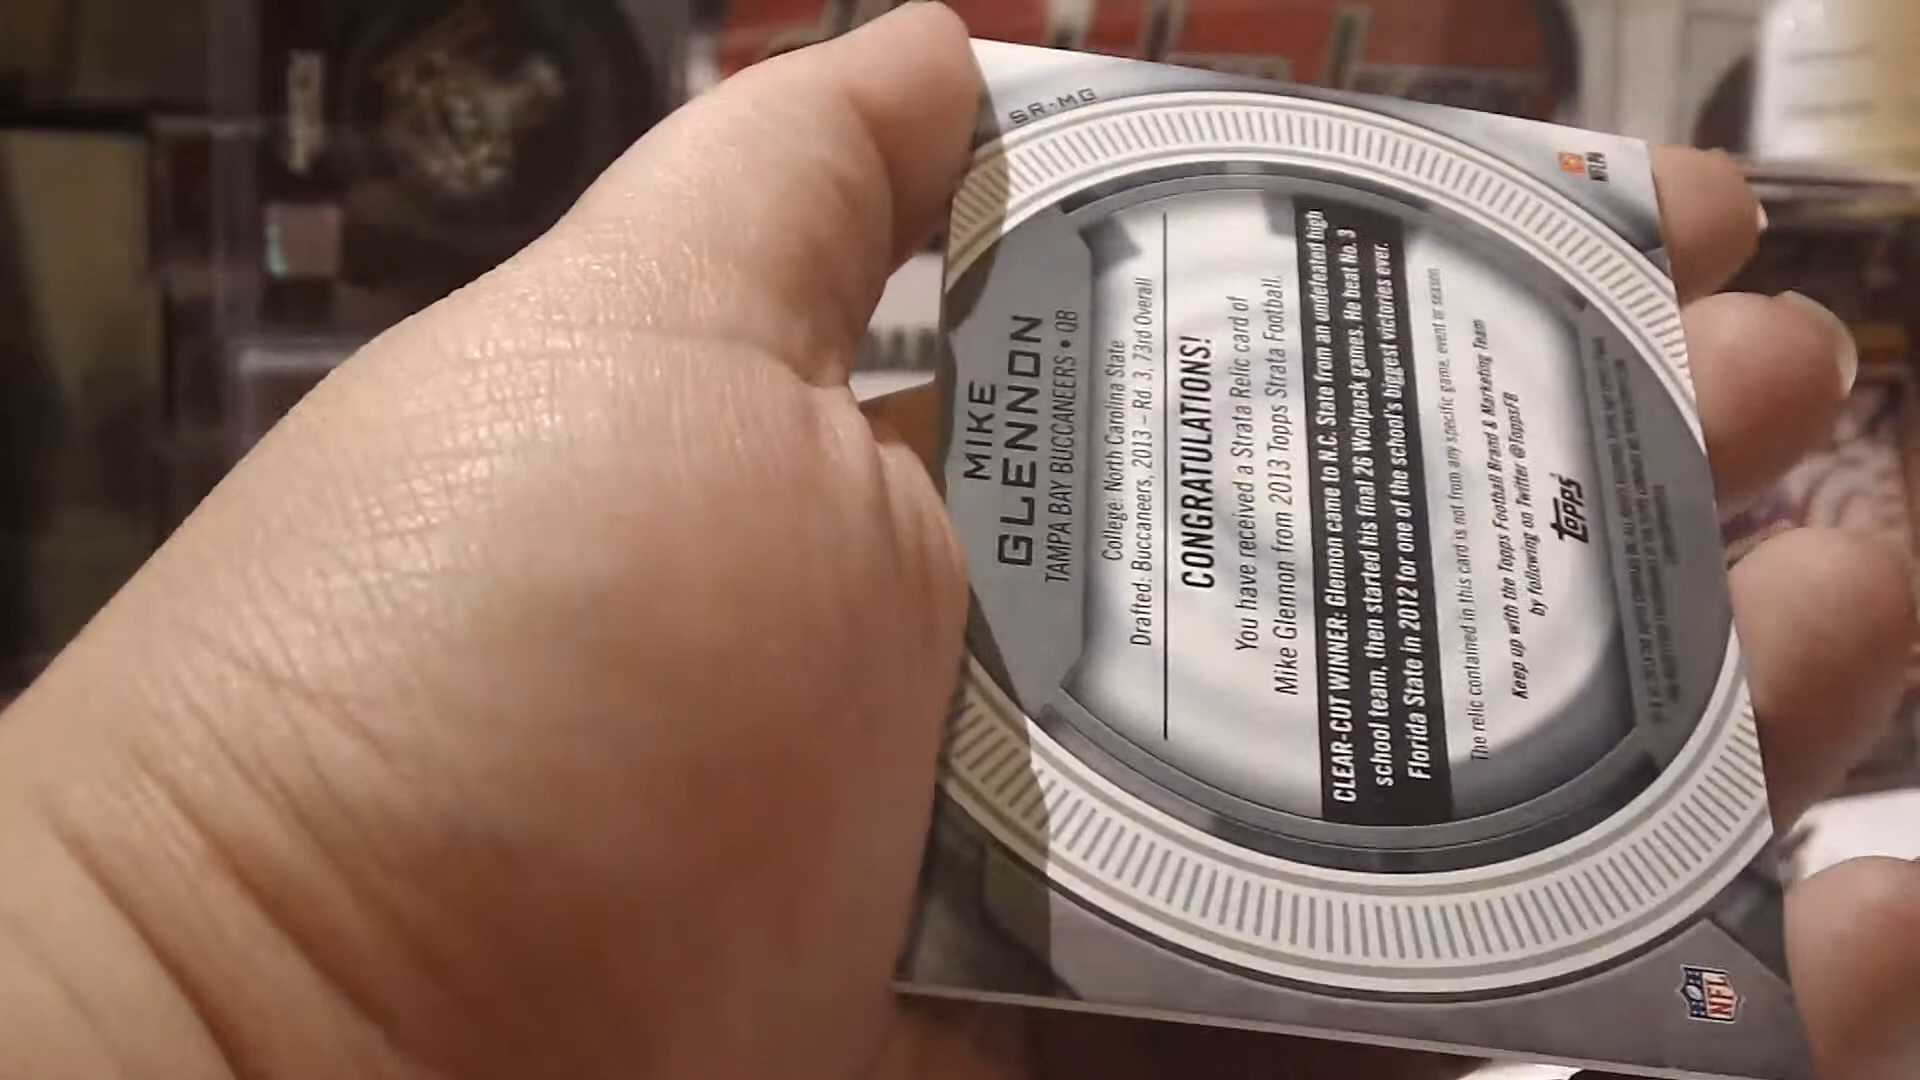 SR-MG
MIKE
GLENNON
TAMPA BAY BUCCANEERS • QB
College: North Carolina State
Drafted: Buccaneers, 2013 – Rd. 3, 73rd Overall
CONGRATULATIONS!
You have received a Strata Relic card of
Mike Glennon from 2013 Topps Strata Football.
CLEAR-CUT WINNER: Glennon came to N.C. State from an undefeated high
school team, then started his final 26 Wolfpack games. He beat No. 3
Florida State in 2012 for one of the school's biggest victories ever.
The relic contained in this card is not from any specific game, event or season.
Keep up with the Topps Football Brand & Marketing Team
by following on Twitter @ToppsFB
topps
NFL